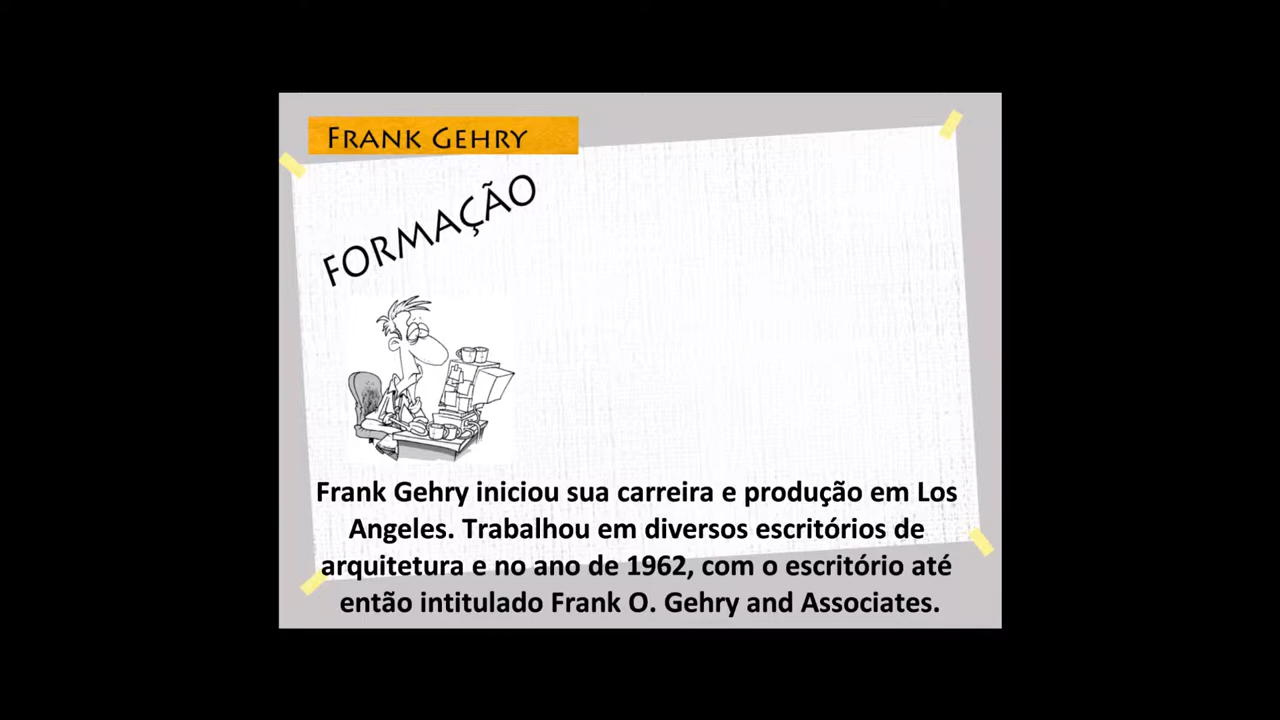 FRANK GEHRY
FORMAÇÃO
Frank Gehry iniciou sua carreira e produção em Los
Angeles. Trabalhou em diversos escritórios de
arquitetura e no ano de 1962, com o escritório até
então intitulado Frank O. Gehry and Associates.